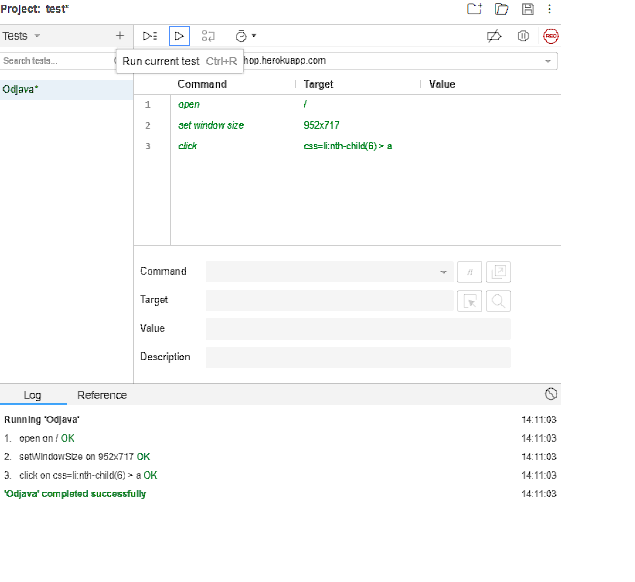 Project: test*
Tests
+
REC
Search tests...
Run current test Ctrl+R
hop.herokuapp.com
Command Target Value
Odjava*
1 open /
2 set window size 952x717
3 click css=li:nth-child(6) > a
Command
//
Target
Value
Description
Log Reference
Running 'Odjava' 14:11:03
1. open on / OK 14:11:03
2. setWindowSize on 952x717 OK 14:11:03
3. click on css=li:nth-child(6) > a OK 14:11:03
'Odjava' completed successfully 14:11:03